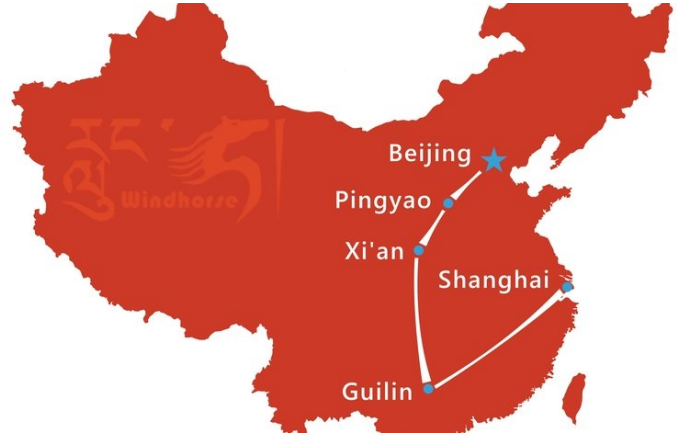 རླུང་རྟ
Windhorse
Beijing
Pingyao
Xi'an
Shanghai
Guilin